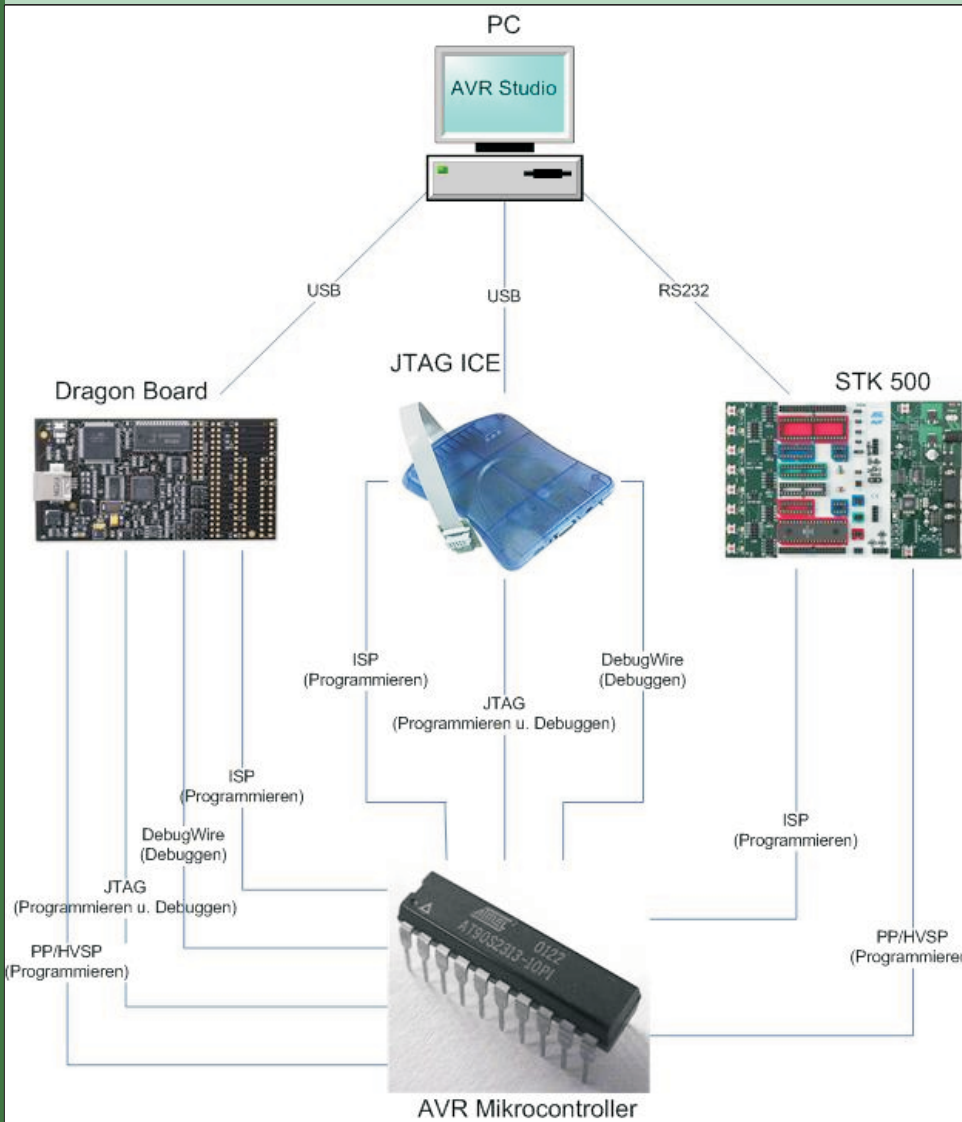 PC
AVR Studio
USB
USB
RS232
JTAG ICE
Dragon Board
STK 500
ISP
(Programmieren)
DebugWire
(Debuggen)
JTAG
(Programmieren u. Debuggen)
ISP
(Programmieren)
DebugWire
(Debuggen)
JTAG
(Programmieren u. Debuggen)
PP/HVSP
(Programmieren)
ISP
(Programmieren)
PP/HVSP
(Programmieren
ATMEL 0122
AT90S2313-10PI
AVR Mikrocontroller